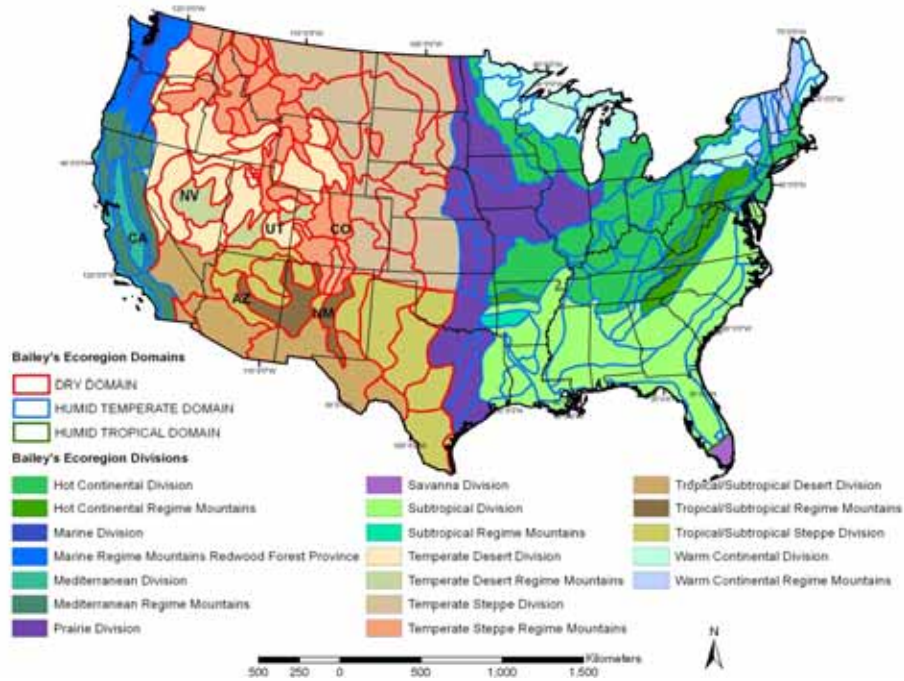 NV
UT
CO
CA
AZ
NM
Bailey's Ecoregion Domains
DRY DOMAIN
HUMID TEMPERATE DOMAIN
HUMID TROPICAL DOMAIN
Bailey's Ecoregion Divisions
Hot Continental Division
Hot Continental Regime Mountains
Marine Division
Marine Regime Mountains Redwood Forest Province
Mediterranean Division
Mediterranean Regime Mountains
Prairie Division
Savanna Division
Subtropical Division
Subtropical Regime Mountains
Temperate Desert Division
Temperate Desert Regime Mountains
Temperate Steppe Division
Temperate Steppe Regime Mountains
Tropical/Subtropical Desert Division
Tropical/Subtropical Regime Mountains
Tropical/Subtropical Steppe Division
Warm Continental Division
Warm Continental Regime Mountains
N
Kilometers
500 250 0 500 1,000 1,500